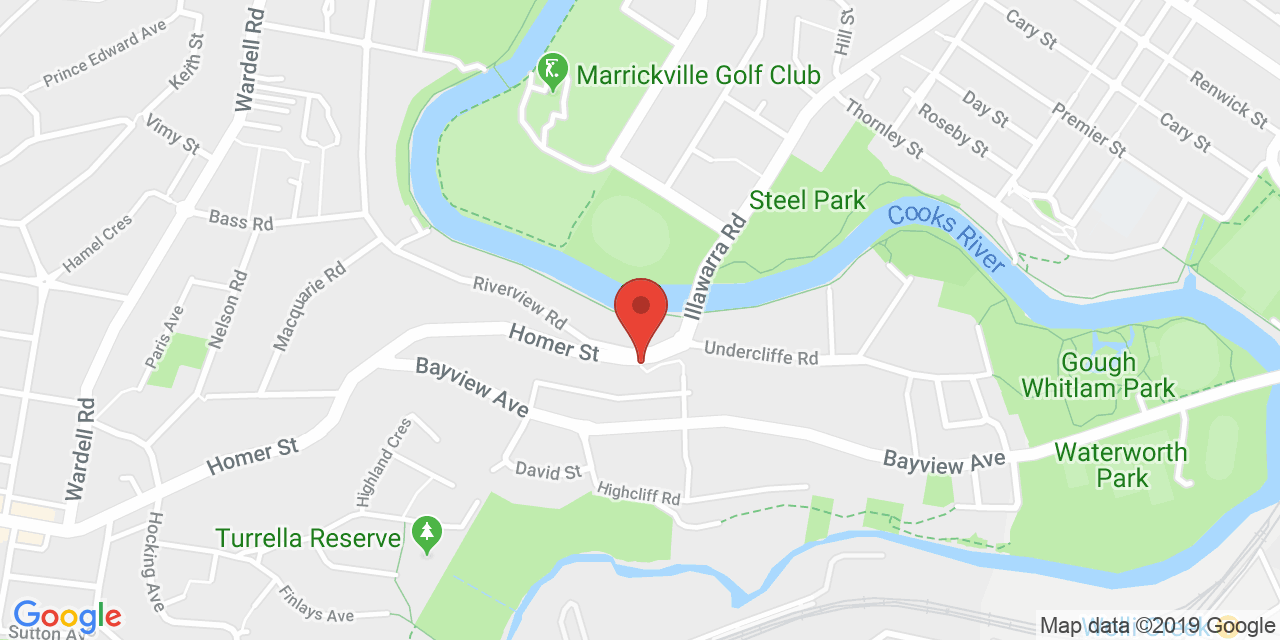 Prince Edward Ave
Keith St
Wardell Rd
Vimy St
Marrickville Golf Club
Hill St
Cary St
Renwick St
Day St
Roseby St
Premier St
Cary St
Thornley St
Steel Park
Cooks River
Bass Rd
Hamel Cres
Illawarra Rd
Macquarie Rd
Nelson Rd
Paris Ave
Riverview Rd
Homer St
Undercliffe Rd
Bayview Ave
Gough
Whitlam Park
Wardell Rd
Homer St
Highland Cres
David St
Highcliff Rd
Bayview Ave
Waterworth
Park
Hocking Ave
Turrella Reserve
Finlays Ave
Google
Sutton Ave
Map data ©2019 Google